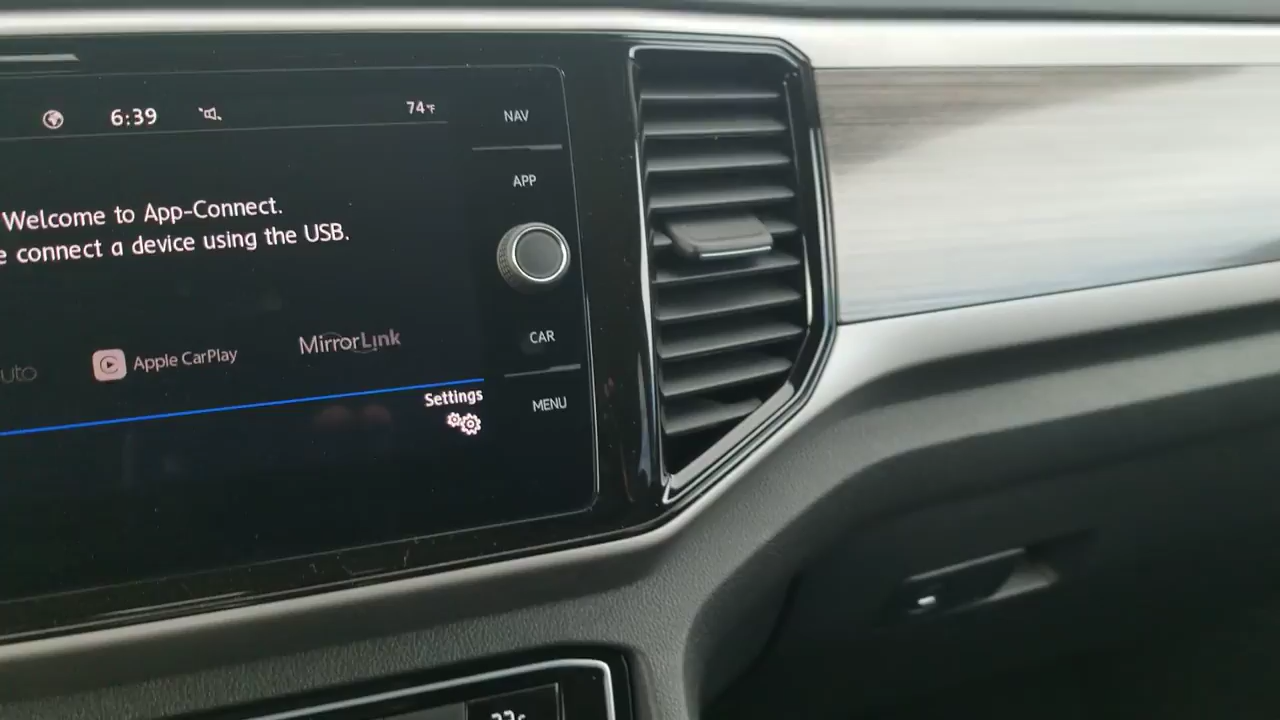 6:39
74°F
NAV
APP
Welcome to App-Connect.
connect a device using the USB.
Apple CarPlay
MirrorLink
CAR
Settings
MENU